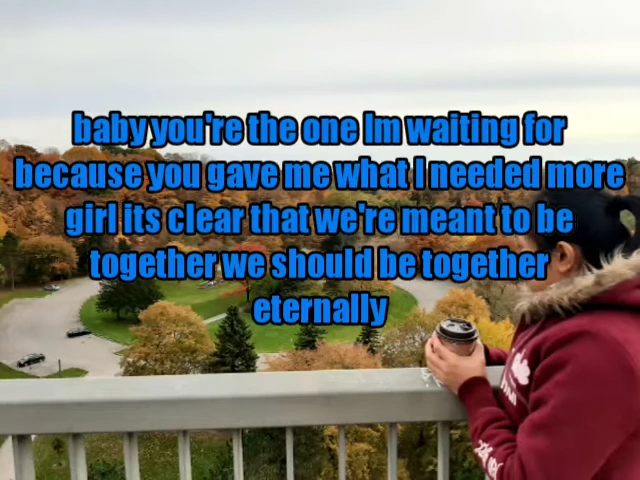 baby you're the one Im waiting for
because you gave me what I needed more
girl its clear that we're meant to be
together we should be together
eternally